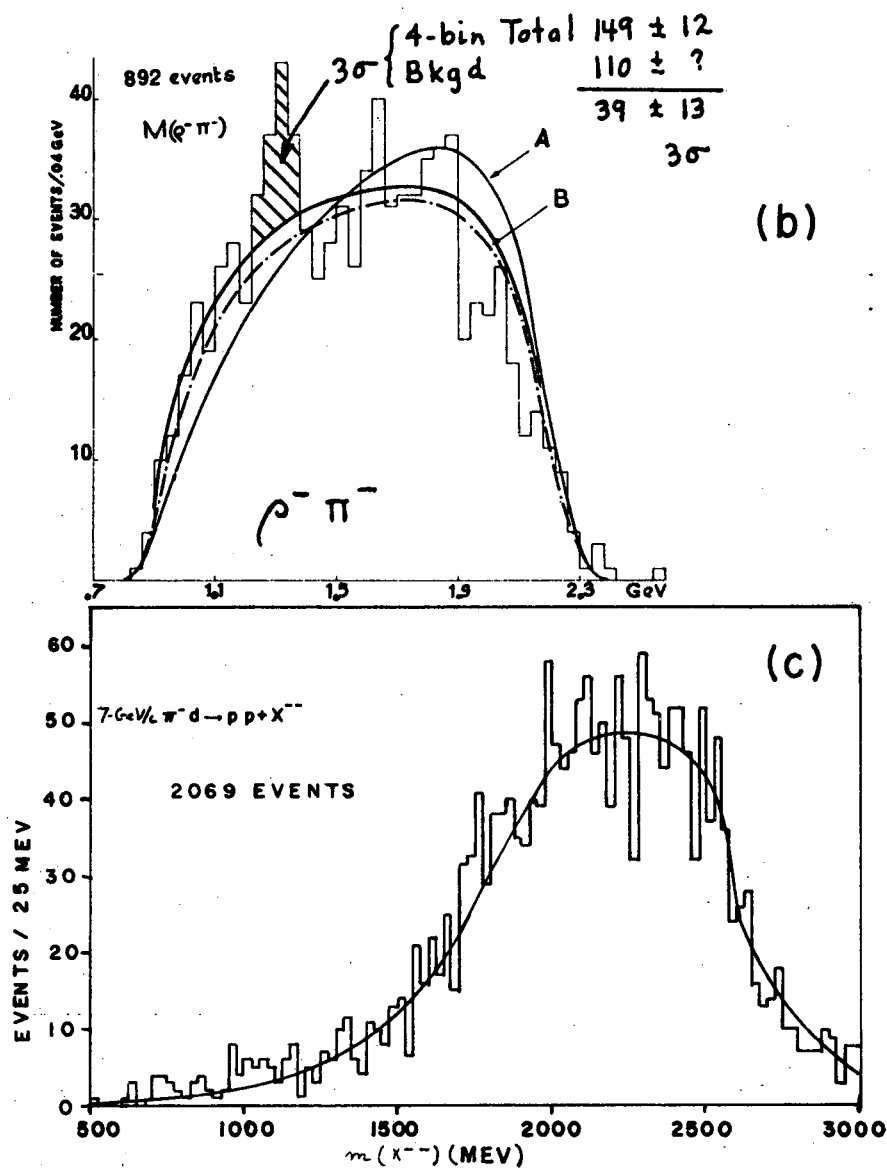 3σ { 4-bin Total 149 ± 12
Bkgd 110 ± ?
39 ± 13
3σ
892 events
M(ρ⁻π⁻)
A
B
(b)
NUMBER OF EVENTS/.04 GeV
40
30
20
10
ρ⁻ π⁻
.7 1.1 1.5 1.9 2.3 GeV
(c)
7-GeV/c π⁻d→pp+X⁻⁻
2069 EVENTS
EVENTS / 25 MEV
60
50
40
30
20
10
0
500 1000 1500 2000 2500 3000
m(X⁻⁻)(MEV)